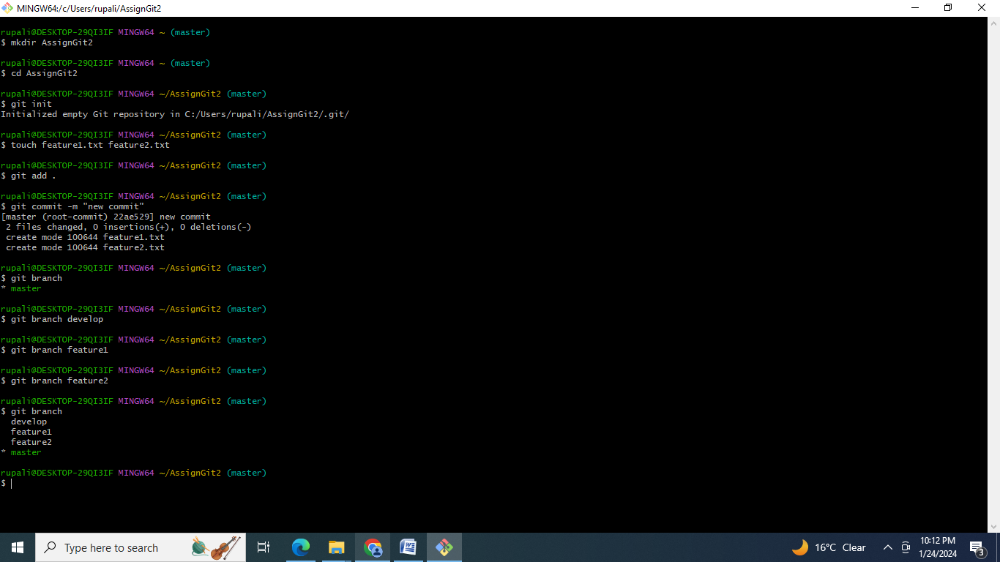 MINGW64:/c/Users/rupali/AssignGit2
rupali@DESKTOP-29QI3IF MINGW64 ~ (master)
$ mkdir AssignGit2
rupali@DESKTOP-29QI3IF MINGW64 ~ (master)
$ cd AssignGit2
rupali@DESKTOP-29QI3IF MINGW64 ~/AssignGit2 (master)
$ git init
Initialized empty Git repository in C:/Users/rupali/AssignGit2/.git/
rupali@DESKTOP-29QI3IF MINGW64 ~/AssignGit2 (master)
$ touch feature1.txt feature2.txt
rupali@DESKTOP-29QI3IF MINGW64 ~/AssignGit2 (master)
$ git add .
rupali@DESKTOP-29QI3IF MINGW64 ~/AssignGit2 (master)
$ git commit -m "new commit"
[master (root-commit) 22ae529] new commit
 2 files changed, 0 insertions(+), 0 deletions(-)
 create mode 100644 feature1.txt
 create mode 100644 feature2.txt
rupali@DESKTOP-29QI3IF MINGW64 ~/AssignGit2 (master)
$ git branch
* master
rupali@DESKTOP-29QI3IF MINGW64 ~/AssignGit2 (master)
$ git branch develop
rupali@DESKTOP-29QI3IF MINGW64 ~/AssignGit2 (master)
$ git branch feature1
rupali@DESKTOP-29QI3IF MINGW64 ~/AssignGit2 (master)
$ git branch feature2
rupali@DESKTOP-29QI3IF MINGW64 ~/AssignGit2 (master)
$ git branch
  develop
  feature1
  feature2
* master
rupali@DESKTOP-29QI3IF MINGW64 ~/AssignGit2 (master)
$
Type here to search
16°C Clear
10:12 PM
1/24/2024
3